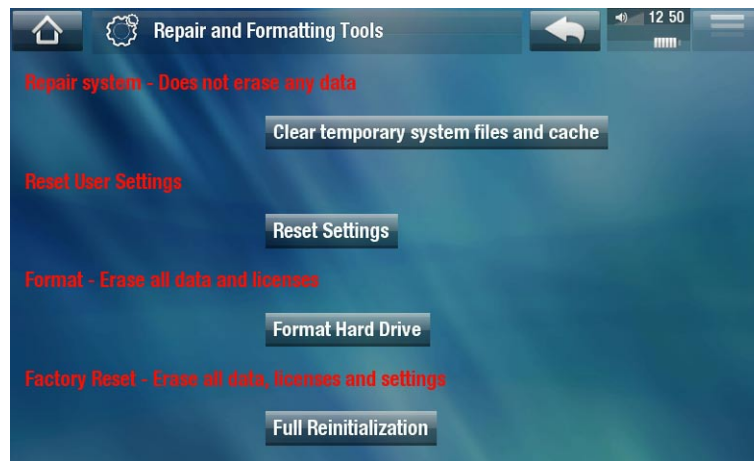 Repair and Formatting Tools
12 50
Repair system - Does not erase any data
Clear temporary system files and cache
Reset User Settings
Reset Settings
Format - Erase all data and licenses
Format Hard Drive
Factory Reset - Erase all data, licenses and settings
Full Reinitialization